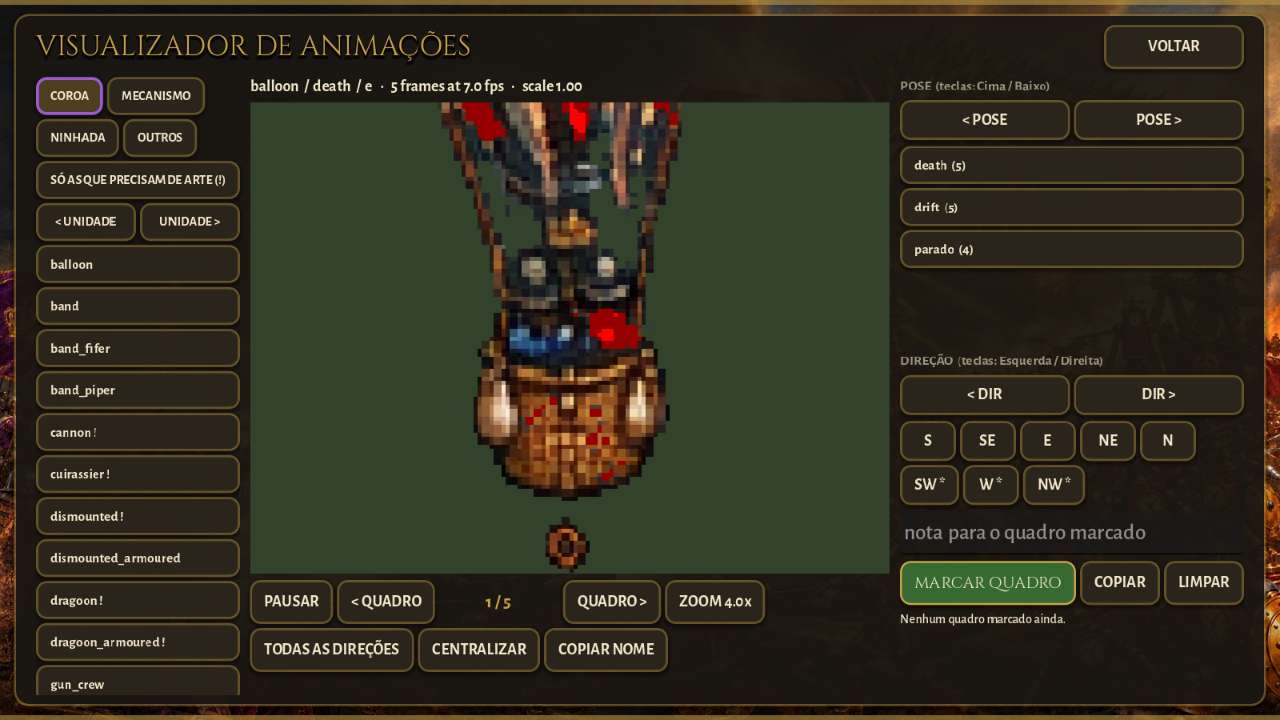 VISUALIZADOR DE ANIMAÇÕES
VOLTAR
COROA
MECANISMO
NINHADA
OUTROS
SÓ AS QUE PRECISAM DE ARTE (!)
< UNIDADE
UNIDADE >
balloon
band
band_fifer
band_piper
cannon !
cuirassier !
dismounted !
dismounted_armoured
dragoon !
dragoon_armoured !
gun_crew
balloon / death / e · 5 frames at 7.0 fps · scale 1.00
PAUSAR
< QUADRO
1 / 5
QUADRO >
ZOOM 4.0x
TODAS AS DIREÇÕES
CENTRALIZAR
COPIAR NOME
POSE (teclas: Cima / Baixo)
< POSE
POSE >
death (5)
drift (5)
parado (4)
DIREÇÃO (teclas: Esquerda / Direita)
< DIR
DIR >
S
SE
E
NE
N
SW *
W *
NW *
nota para o quadro marcado
MARCAR QUADRO
COPIAR
LIMPAR
Nenhum quadro marcado ainda.